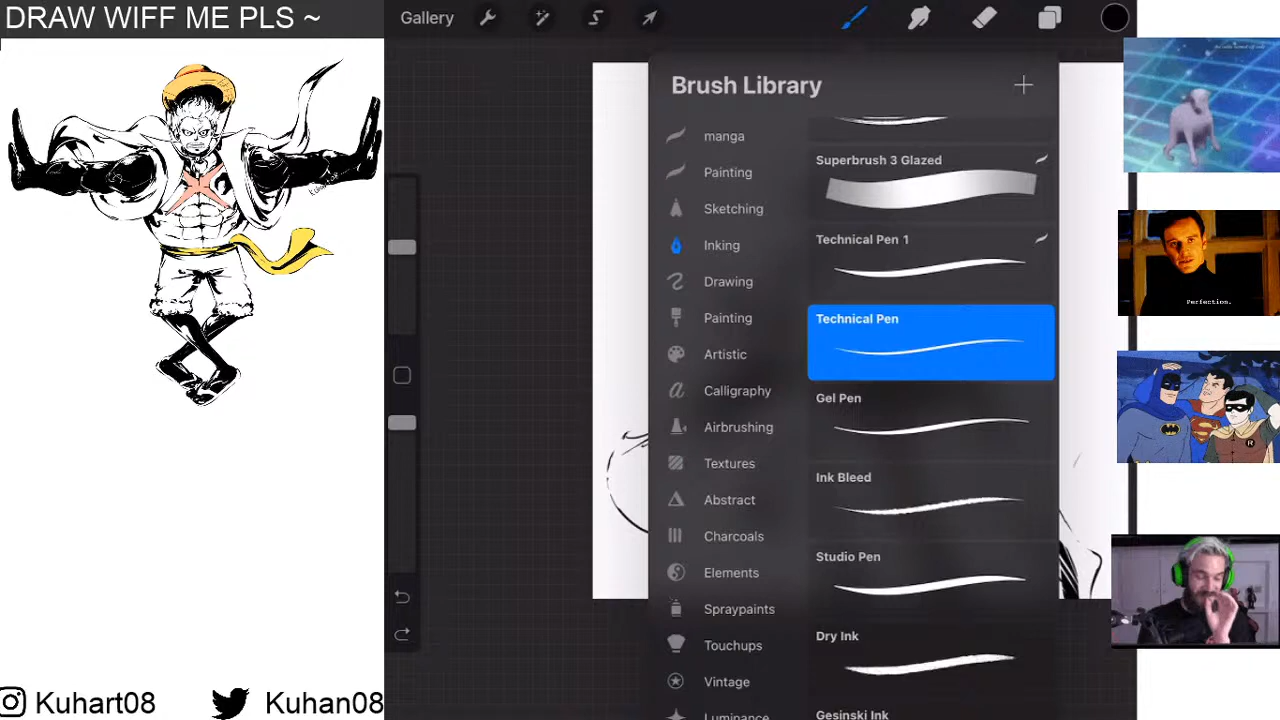 DRAW WIFF ME PLS ~
Gallery
Brush Library
manga
Painting
Sketching
Inking
Drawing
Painting
Artistic
Calligraphy
Airbrushing
Textures
Abstract
Charcoals
Elements
Spraypaints
Touchups
Vintage
Luminance
Superbrush 3 Glazed
Technical Pen 1
Technical Pen
Gel Pen
Ink Bleed
Studio Pen
Dry Ink
Gesinski Ink
Perfection.
R
Kuhart08
Kuhan08